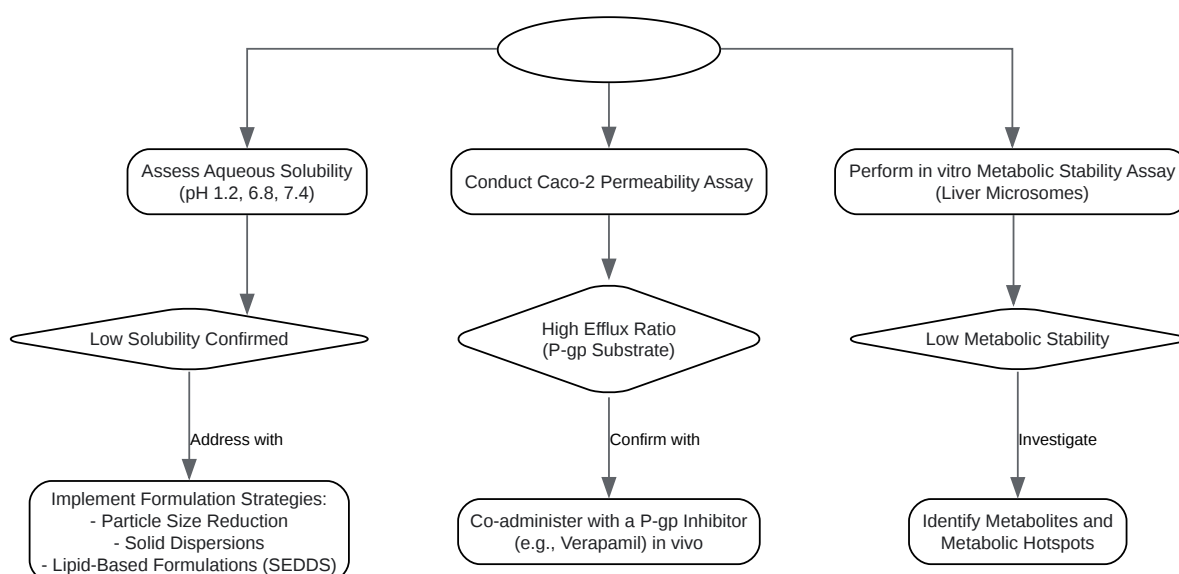 Assess Aqueous Solubility
(pH 1.2, 6.8, 7.4)
Conduct Caco-2 Permeability Assay
Perform in vitro Metabolic Stability Assay
(Liver Microsomes)
Low Solubility Confirmed
High Efflux Ratio
(P-gp Substrate)
Low Metabolic Stability
Address with
Confirm with
Investigate
Implement Formulation Strategies:
- Particle Size Reduction
- Solid Dispersions
- Lipid-Based Formulations (SEDDS)
Co-administer with a P-gp Inhibitor
(e.g., Verapamil) in vivo
Identify Metabolites and
Metabolic Hotspots